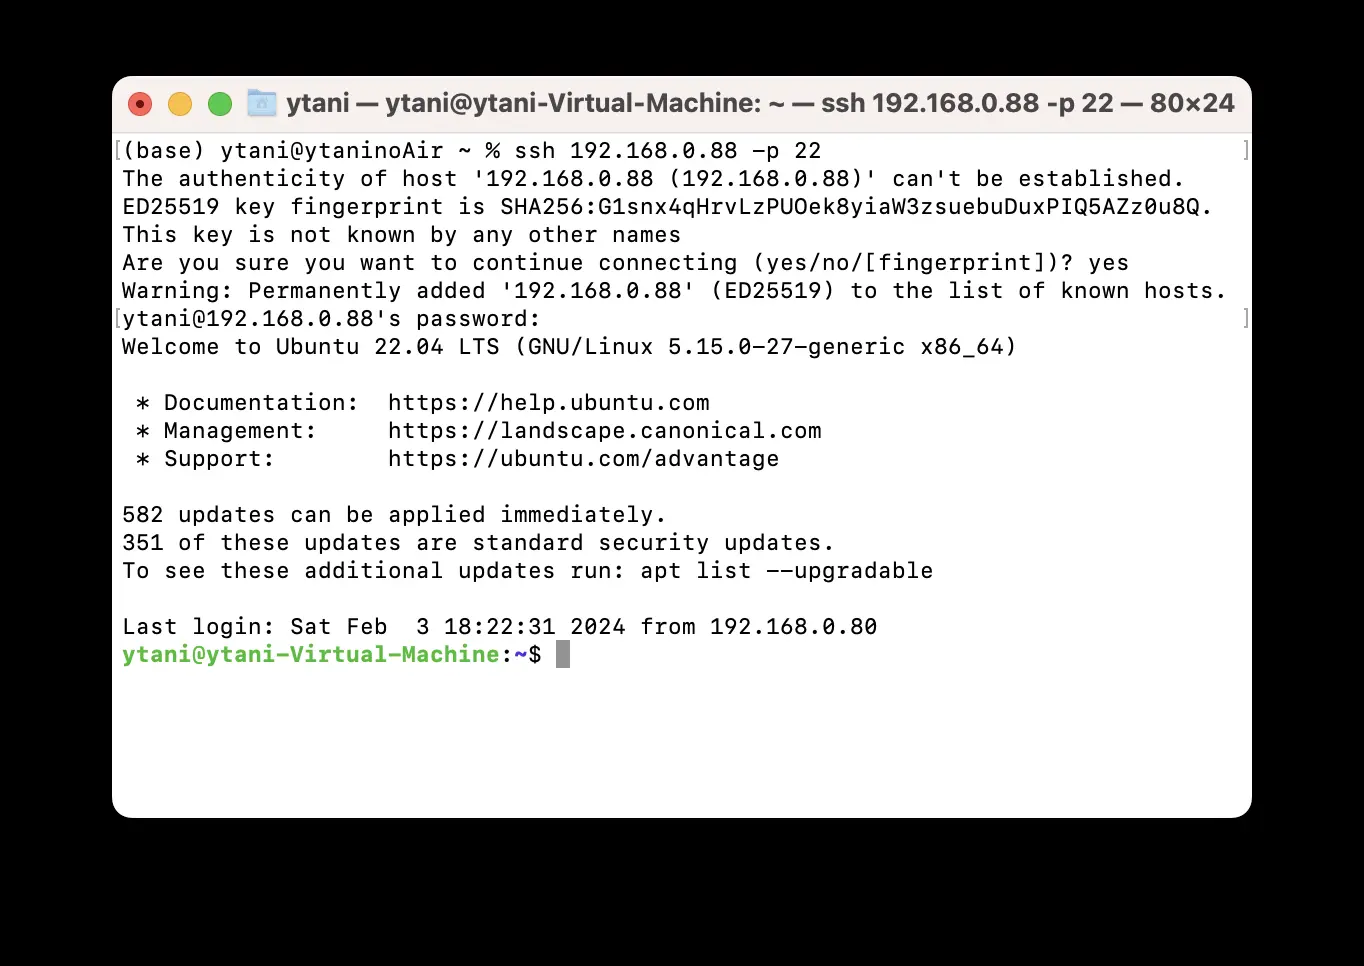 ytani — ytani@ytani-Virtual-Machine: ~ — ssh 192.168.0.88 -p 22 — 80×24
[(base) ytani@ytaninoAir ~ % ssh 192.168.0.88 -p 22 ]
The authenticity of host '192.168.0.88 (192.168.0.88)' can't be established.
ED25519 key fingerprint is SHA256:G1snx4qHrvLzPUOek8yiaW3zsuebuDuxPIQ5AZz0u8Q.
This key is not known by any other names
Are you sure you want to continue connecting (yes/no/[fingerprint])? yes
Warning: Permanently added '192.168.0.88' (ED25519) to the list of known hosts.
[ytani@192.168.0.88's password: ]
Welcome to Ubuntu 22.04 LTS (GNU/Linux 5.15.0-27-generic x86_64)
* Documentation: https://help.ubuntu.com
* Management: https://landscape.canonical.com
* Support: https://ubuntu.com/advantage
582 updates can be applied immediately.
351 of these updates are standard security updates.
To see these additional updates run: apt list --upgradable
Last login: Sat Feb  3 18:22:31 2024 from 192.168.0.80
ytani@ytani-Virtual-Machine:~$